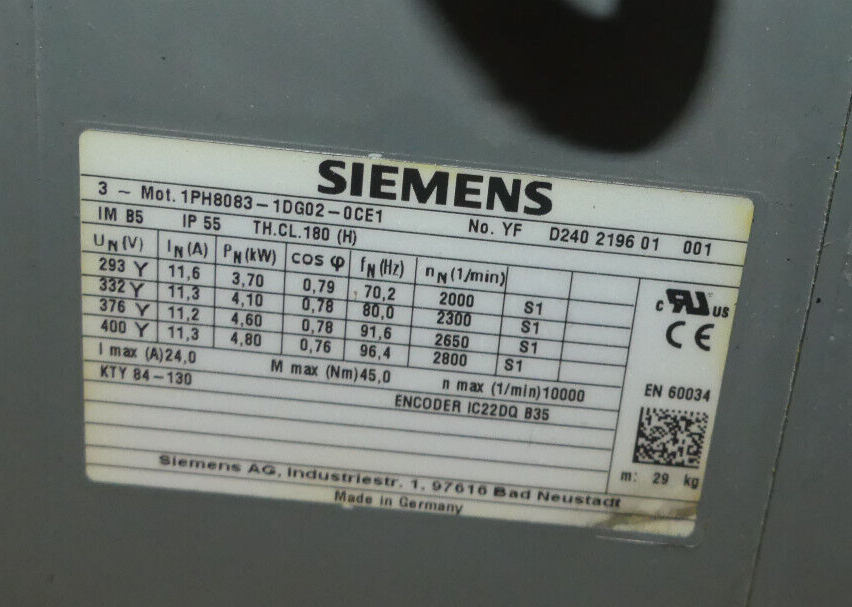 SIEMENS
3 ~ Mot. 1PH8083-1DG02-0CE1 No. YF D240 2196 01 001
IM B5 IP 55 TH.CL.180 (H)
UN(V) IN(A) PN(kW) cos φ fN(Hz) nN(1/min)
293 Y 11,6 3,70 0,79 70,2 2000 S1
332 Y 11,3 4,10 0,78 80,0 2300 S1
376 Y 11,2 4,60 0,78 91,6 2650 S1
400 Y 11,3 4,80 0,76 96,4 2800 S1
I max (A)24,0 M max (Nm)45,0 n max (1/min)10000
KTY 84-130 ENCODER IC22DQ B35
c RU US
CE
EN 60034
m: 29 kg
Siemens AG, Industriestr. 1, 97616 Bad Neustadt
Made in Germany